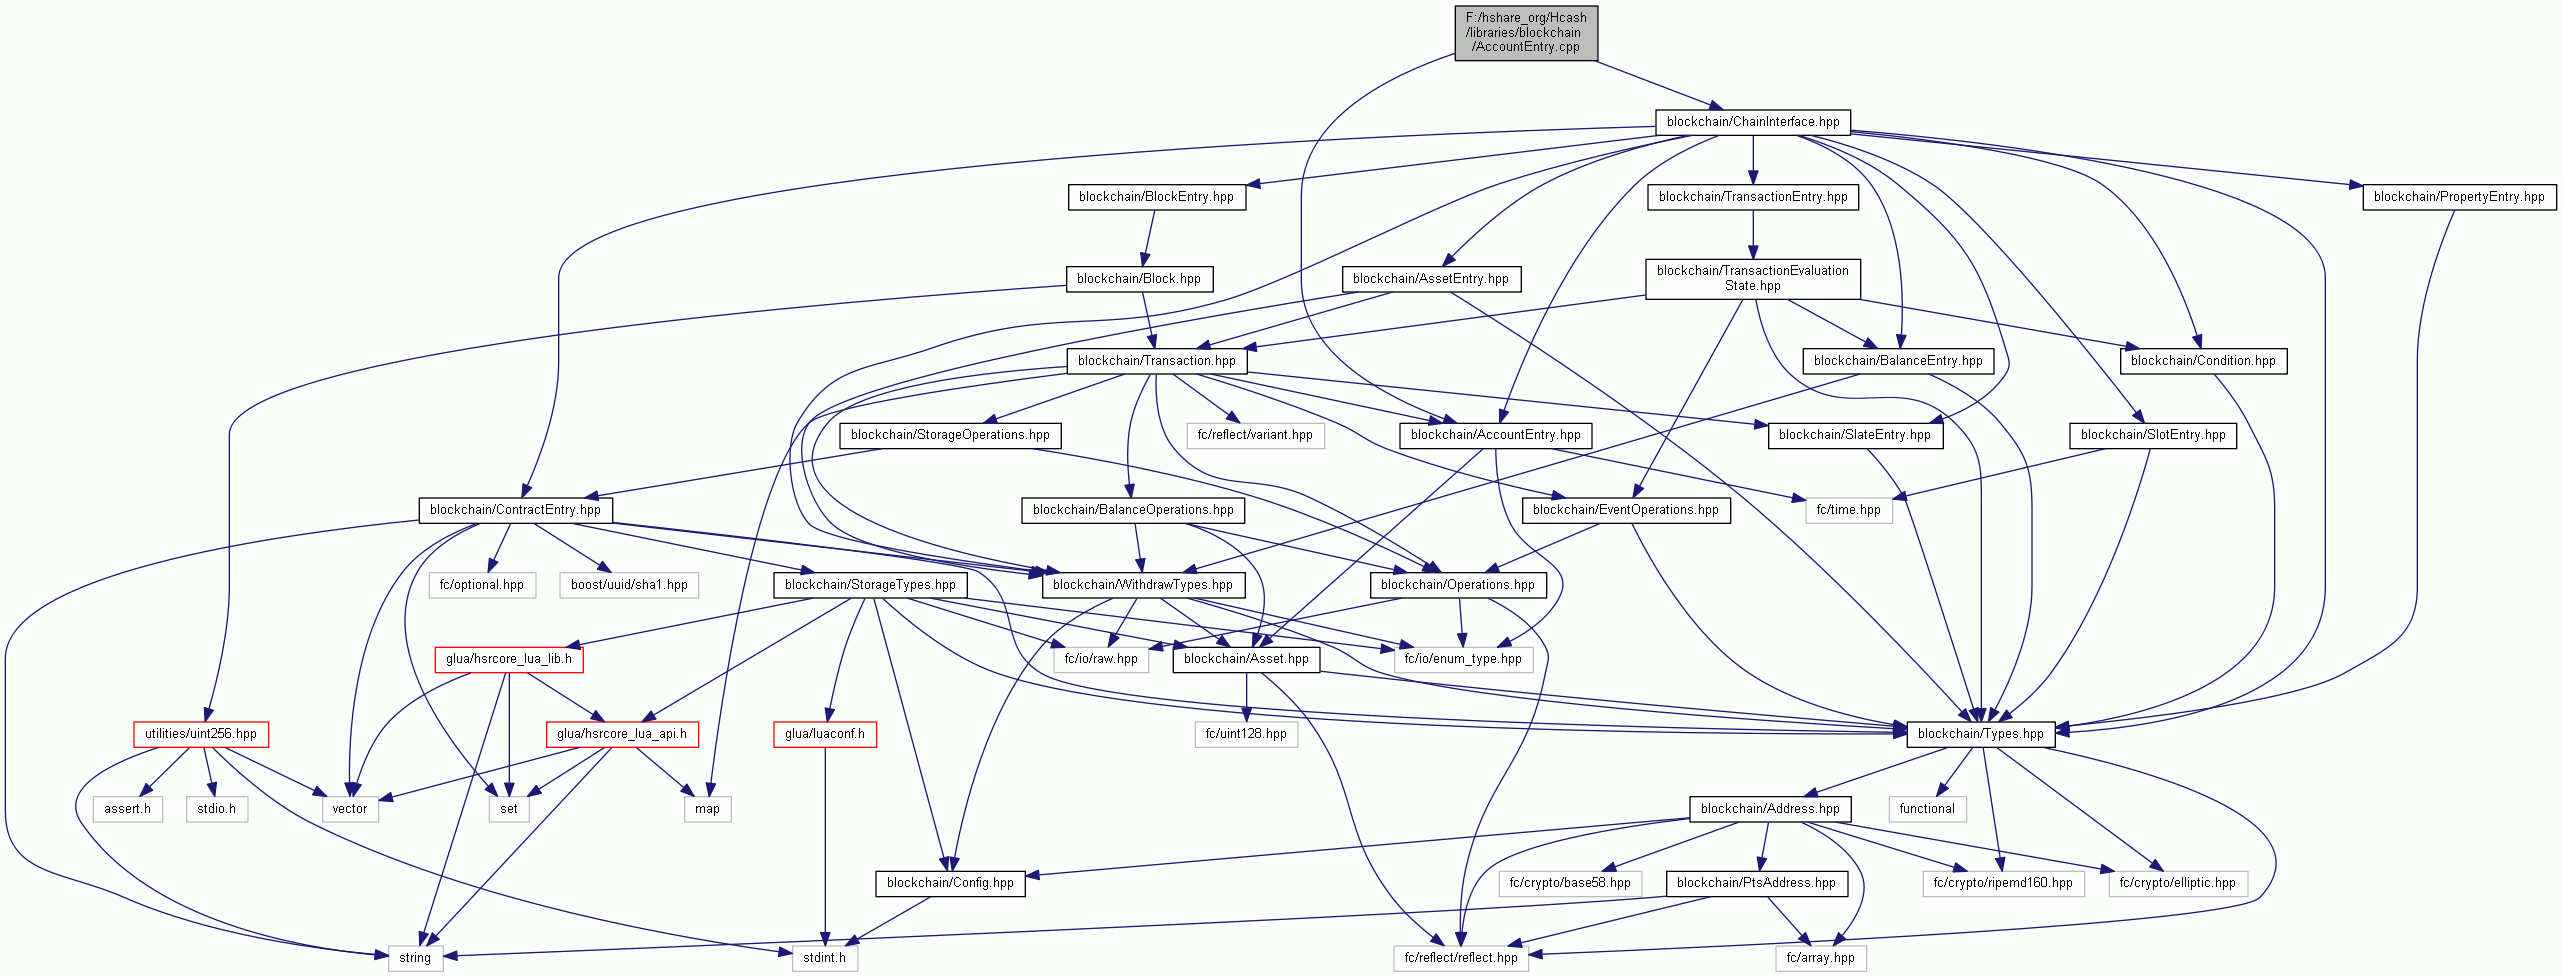 F:/hshare_org/Hcash
/libraries/blockchain
/AccountEntry.cpp
blockchain/ChainInterface.hpp
blockchain/BlockEntry.hpp
blockchain/TransactionEntry.hpp
blockchain/PropertyEntry.hpp
blockchain/Block.hpp
blockchain/AssetEntry.hpp
blockchain/TransactionEvaluation
State.hpp
blockchain/Transaction.hpp
blockchain/BalanceEntry.hpp
blockchain/Condition.hpp
blockchain/StorageOperations.hpp
fc/reflect/variant.hpp
blockchain/AccountEntry.hpp
blockchain/SlateEntry.hpp
blockchain/SlotEntry.hpp
blockchain/ContractEntry.hpp
blockchain/BalanceOperations.hpp
blockchain/EventOperations.hpp
fc/time.hpp
fc/optional.hpp
boost/uuid/sha1.hpp
blockchain/StorageTypes.hpp
blockchain/WithdrawTypes.hpp
blockchain/Operations.hpp
glua/hsrcore_lua_lib.h
fc/io/raw.hpp
blockchain/Asset.hpp
fc/io/enum_type.hpp
utilities/uint256.hpp
glua/hsrcore_lua_api.h
glua/luaconf.h
fc/uint128.hpp
blockchain/Types.hpp
assert.h
stdio.h
vector
set
map
blockchain/Address.hpp
functional
blockchain/Config.hpp
fc/crypto/base58.hpp
blockchain/PtsAddress.hpp
fc/crypto/ripemd160.hpp
fc/crypto/elliptic.hpp
string
stdint.h
fc/reflect/reflect.hpp
fc/array.hpp